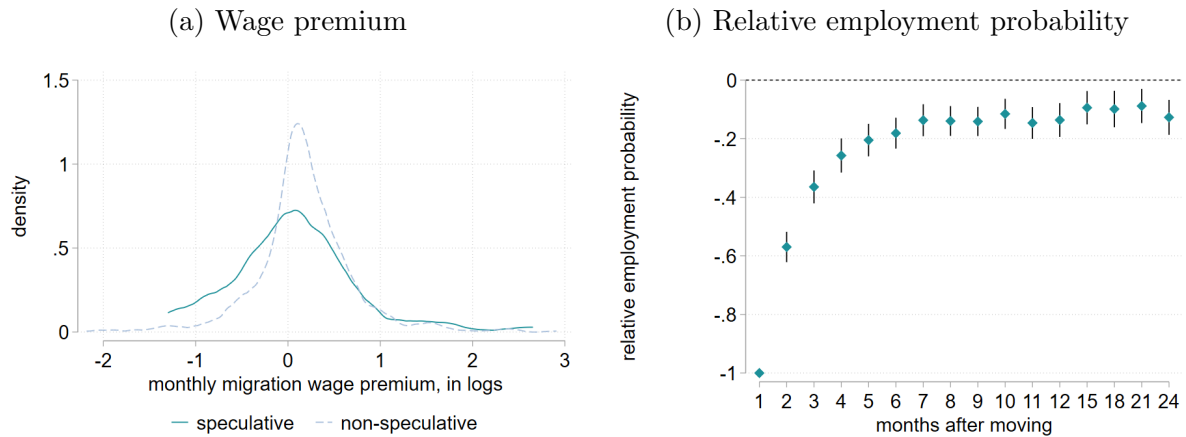 (a) Wage premium
1.5
1
.5
0
density
-2 -1 0 1 2 3
monthly migration wage premium, in logs
speculative non-speculative
(b) Relative employment probability
0
-.2
-.4
-.6
-.8
-1
relative employment probability
1 2 3 4 5 6 7 8 9 10 11 12 15 18 21 24
months after moving